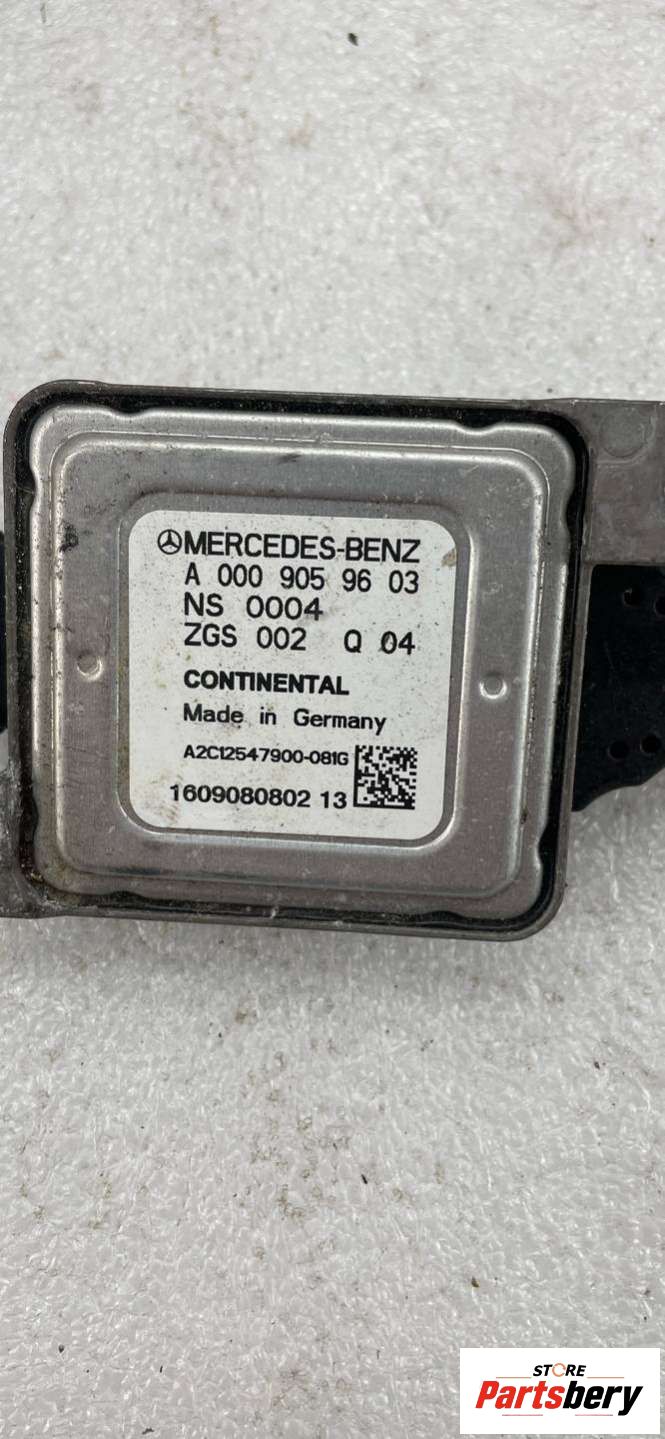 MERCEDES-BENZ
A 000 905 96 03
NS 0004
ZGS 002 Q 04
CONTINENTAL
Made in Germany
A2C12547900-081G
1609080802 13
STORE
Partsbery